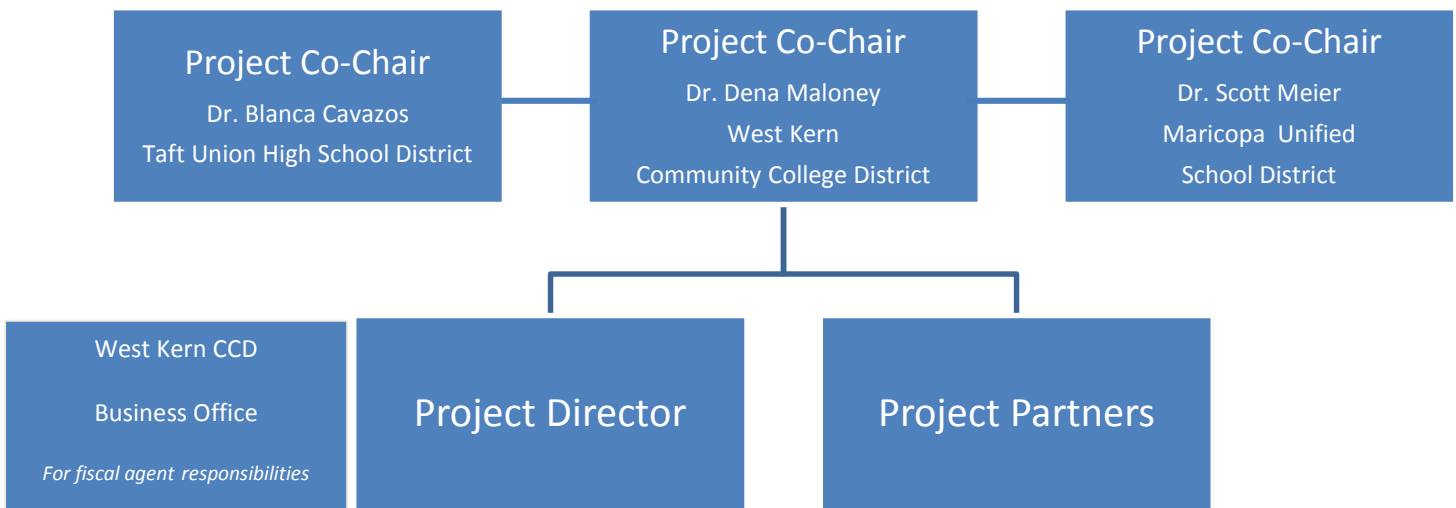 Project Co-Chair
Dr. Blanca Cavazos
Taft Union High School District
Project Co-Chair
Dr. Dena Maloney
West Kern
Community College District
Project Co-Chair
Dr. Scott Meier
Maricopa Unified
School District
West Kern CCD
Business Office
For fiscal agent responsibilities
Project Director
Project Partners